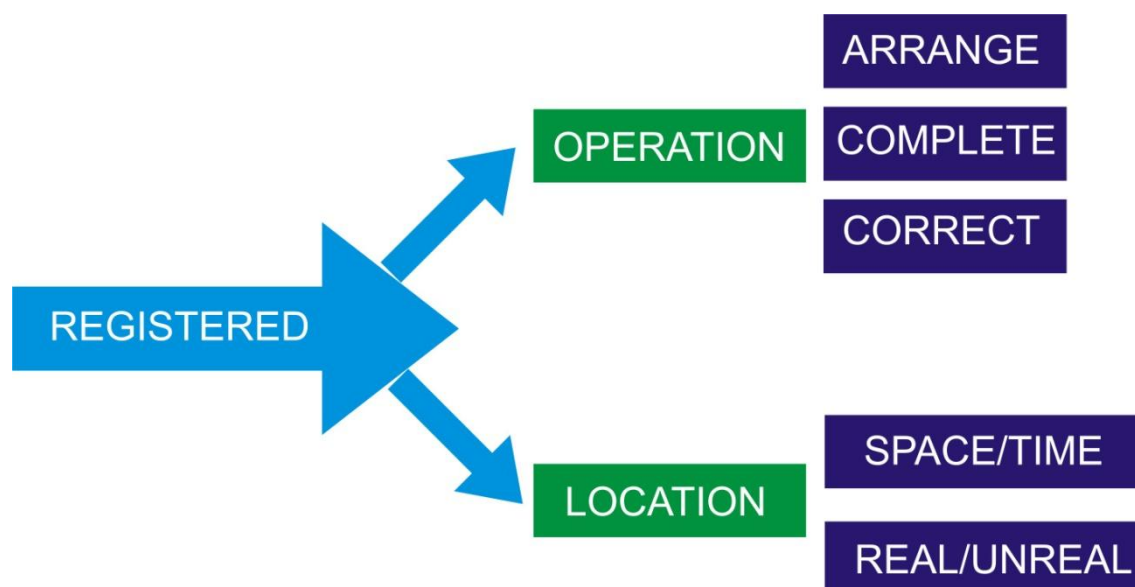 REGISTERED
OPERATION
ARRANGE
COMPLETE
CORRECT
LOCATION
SPACE/TIME
REAL/UNREAL